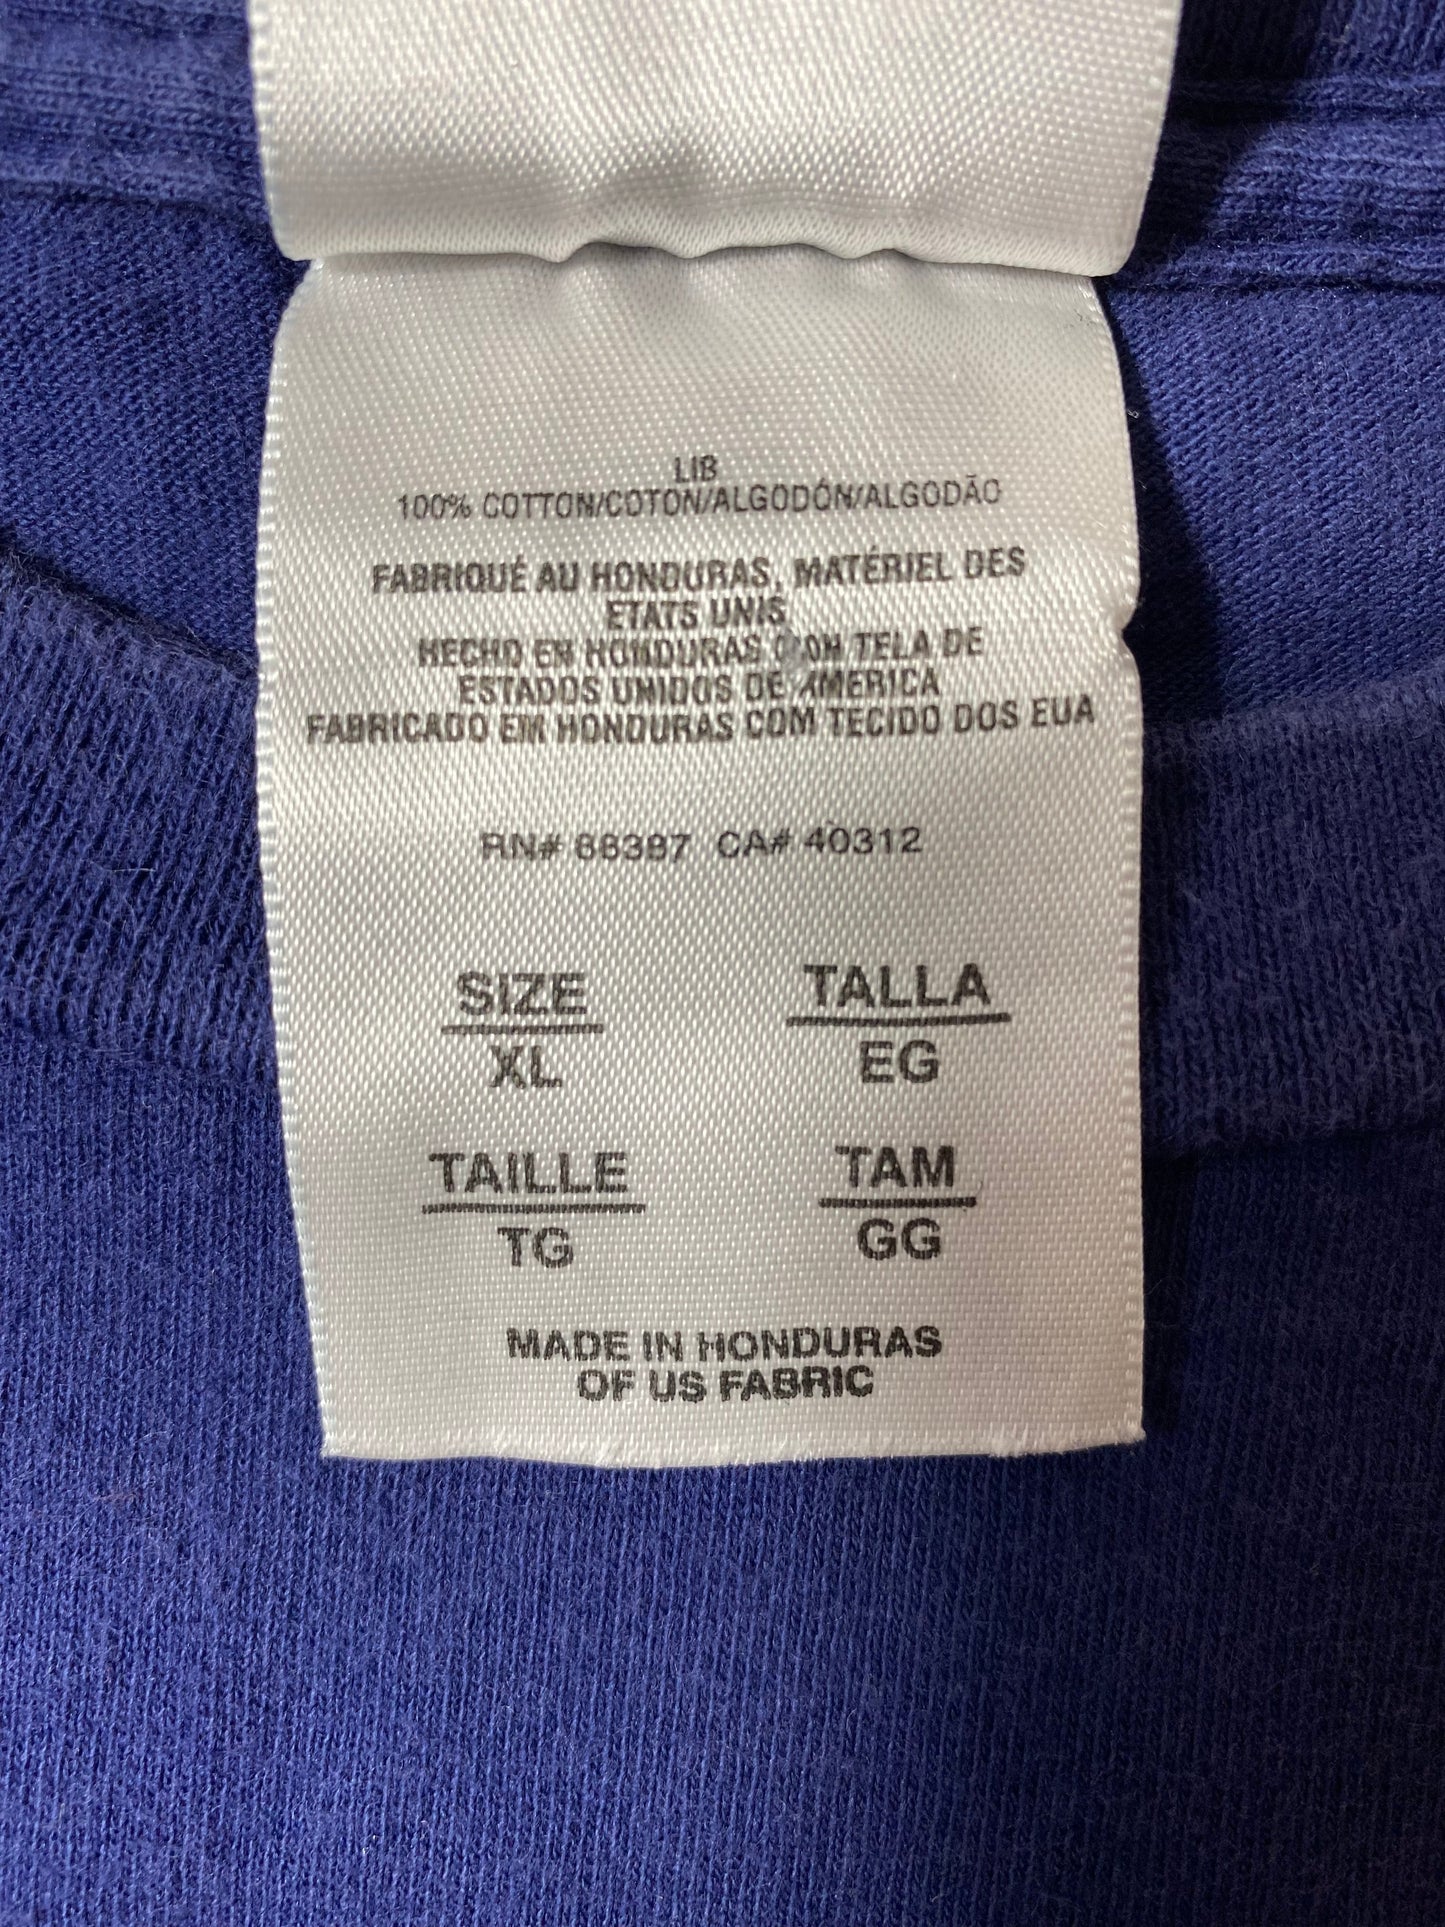 LIB
100% COTTON/COTON/ALGODÓN/ALGODÃO
FABRIQUÉ AU HONDURAS, MATÉRIEL DES
ETATS UNIS
HECHO EN HONDURAS CON TELA DE
ESTADOS UNIDOS DE AMERICA
FABRICADO EM HONDURAS COM TECIDO DOS EUA
RN# 88387 CA# 40312
SIZE TALLA
XL EG
TAILLE TAM
TG GG
MADE IN HONDURAS
OF US FABRIC